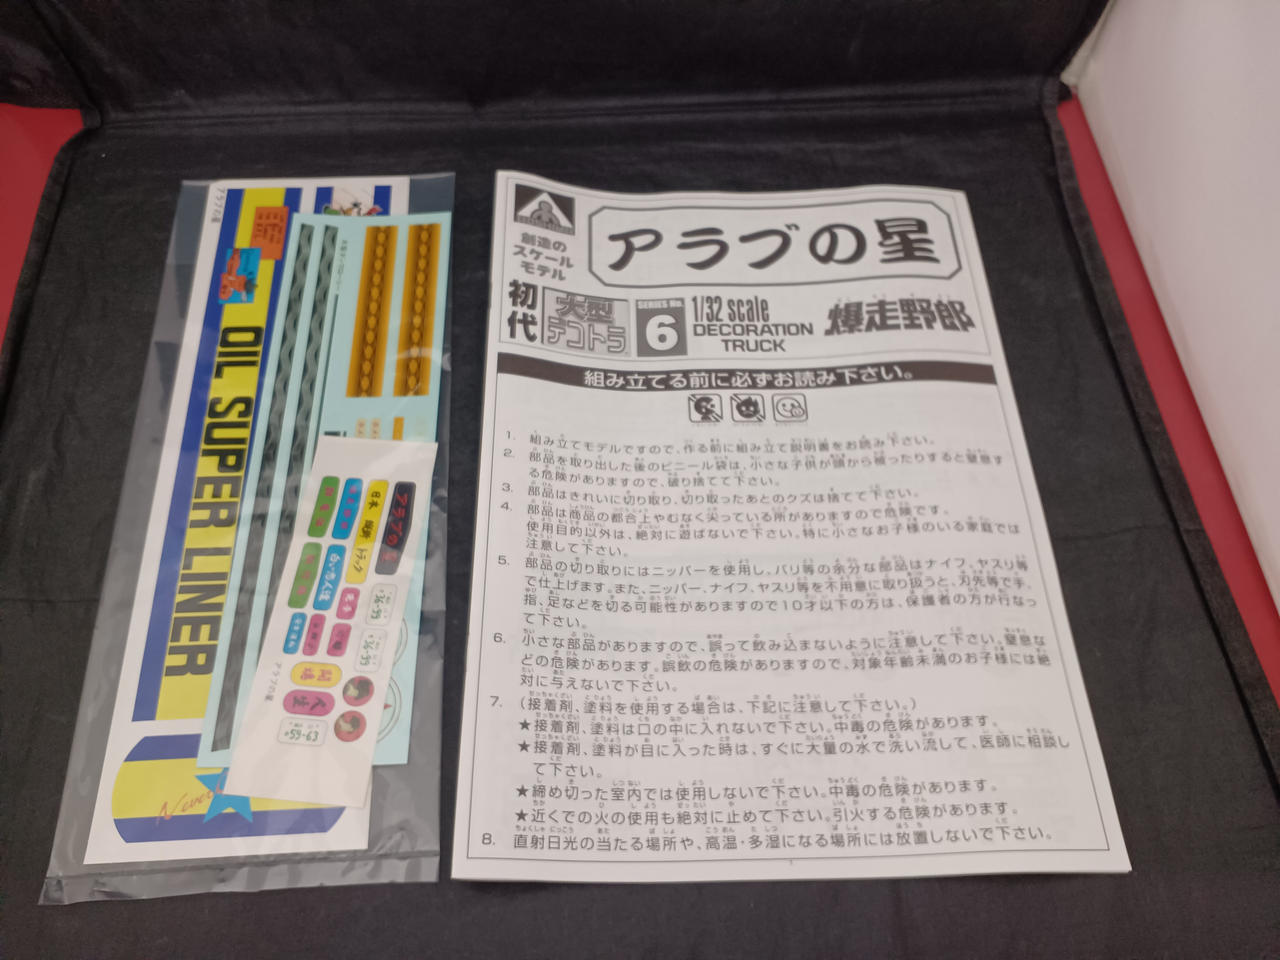 アラブの星
OIL SUPER LINER
Never
アラブの星
日本 横断 トラック
人生
アラブの星
・36-99
・36-99
・59-63
創造の
スケール
モデル
アラブの星
初代
大型
デコトラ
SERIES No.
6
1/32 scale
DECORATION
TRUCK
爆走野郎
組み立てる前に必ずお読み下さい。
1. 組み立てモデルですので、作る前に組み立て説明書をお読み下さい。
2. 部品を取り出した後のビニール袋は、小さな子供が頭から被ったりすると窒息す
る危険がありますので、破り捨てて下さい。
3. 部品はきれいに切り取り、切り取ったあとのクズは捨てて下さい。
4. 部品は商品の都合上やむなく尖っている所がありますので危険です。
使用目的以外は、絶対に遊ばないで下さい。特に小さなお子様のいる家庭では
注意して下さい。
5. 部品の切り取りにはニッパーを使用し、バリ等の余分な部品はナイフ、ヤスリ等
で仕上げます。また、ニッパー、ナイフ、ヤスリ等を不用意に取り扱うと、刃先等で手、
指、足などを切る可能性がありますので10才以下の方は、保護者の方が行なっ
て下さい。
6. 小さな部品がありますので、誤って飲み込まないように注意して下さい。窒息な
どの危険があります。誤飲の危険がありますので、対象年齢未満のお子様には絶
対に与えないで下さい。
7. (接着剤、塗料を使用する場合は、下記に注意して下さい。)
★接着剤、塗料は口の中に入れないで下さい。中毒の危険があります。
★接着剤、塗料が目に入った時は、すぐに大量の水で洗い流して、医師に相談し
て下さい。
★締め切った室内では使用しないで下さい。中毒の危険があります。
★近くでの火の使用も絶対に止めて下さい。引火する危険があります。
8. 直射日光の当たる場所や、高温・多湿になる場所には放置しないで下さい。